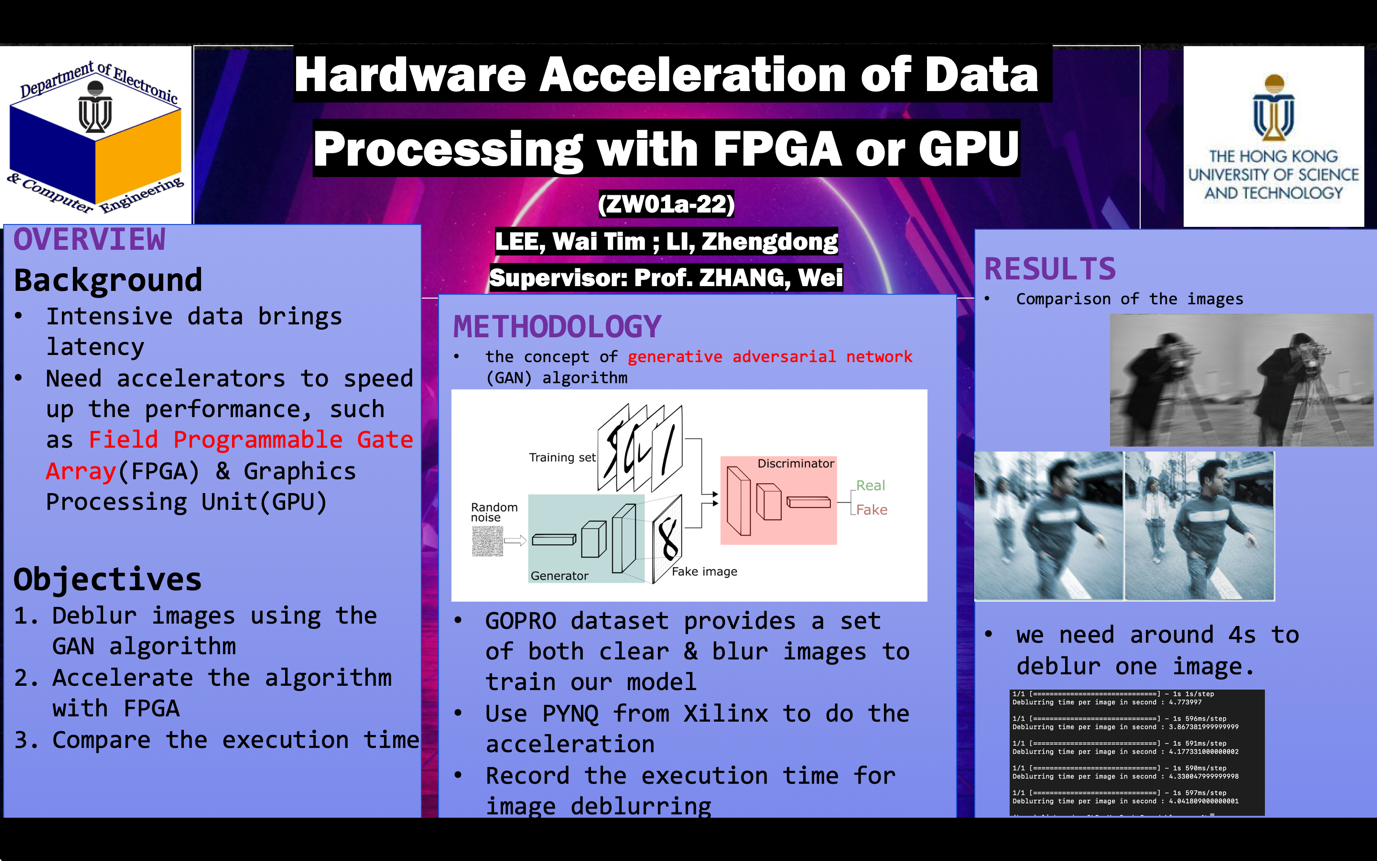 Department of Electronic
& Computer Engineering
Hardware Acceleration of Data
Processing with FPGA or GPU
(ZW01a-22)
LEE, Wai Tim ; LI, Zhengdong
Supervisor: Prof. ZHANG, Wei
THE HONG KONG
UNIVERSITY OF SCIENCE
AND TECHNOLOGY
OVERVIEW
Background
• Intensive data brings
latency
• Need accelerators to speed
up the performance, such
as Field Programmable Gate
Array(FPGA) & Graphics
Processing Unit(GPU)
Objectives
1. Deblur images using the
GAN algorithm
2. Accelerate the algorithm
with FPGA
3. Compare the execution time
METHODOLOGY
• the concept of generative adversarial network
(GAN) algorithm
Training set
Discriminator
Real
Fake
Random
noise
8
Generator
Fake image
• GOPRO dataset provides a set
of both clear & blur images to
train our model
• Use PYNQ from Xilinx to do the
acceleration
• Record the execution time for
image deblurring
RESULTS
• Comparison of the images
• we need around 4s to
deblur one image.
1/1 [==============================] - 1s 1s/step
Deblurring time per image in second : 4.773997
1/1 [==============================] - 1s 596ms/step
Deblurring time per image in second : 3.867381999999999
1/1 [==============================] - 1s 591ms/step
Deblurring time per image in second : 4.177331000000002
1/1 [==============================] - 1s 590ms/step
Deblurring time per image in second : 4.330047999999998
1/1 [==============================] - 1s 597ms/step
Deblurring time per image in second : 4.041809000000001